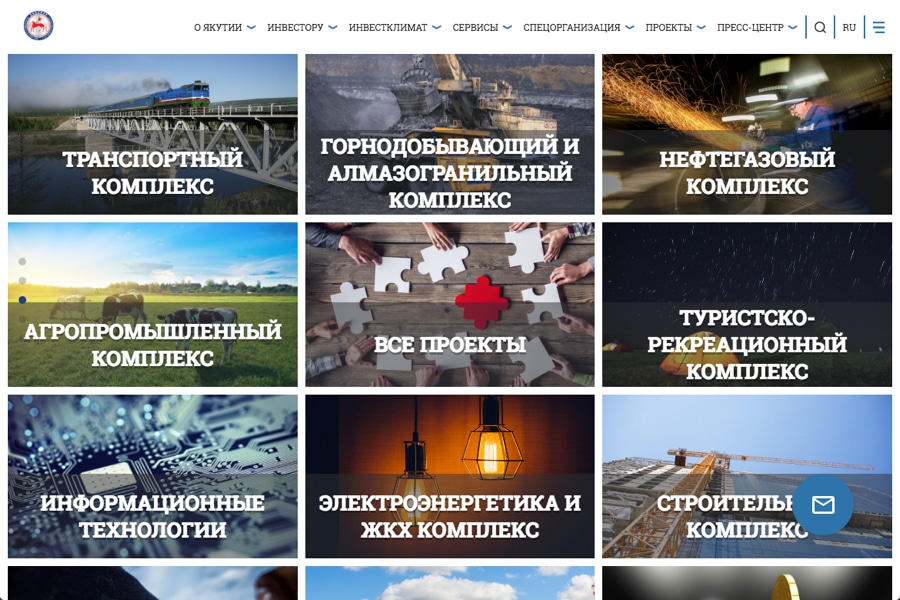 О ЯКУТИИ
ИНВЕСТОРУ
ИНВЕСТКЛИМАТ
СЕРВИСЫ
СПЕЦОРГАНИЗАЦИЯ
ПРОЕКТЫ
ПРЕСС-ЦЕНТР
RU
ТРАНСПОРТНЫЙ
КОМПЛЕКС
ГОРНОДОБЫВАЮЩИЙ И
АЛМАЗОГРАНИЛЬНЫЙ
КОМПЛЕКС
НЕФТЕГАЗОВЫЙ
КОМПЛЕКС
АГРОПРОМЫШЛЕННЫЙ
КОМПЛЕКС
ВСЕ ПРОЕКТЫ
ТУРИСТСКО-
РЕКРЕАЦИОННЫЙ
КОМПЛЕКС
ИНФОРМАЦИОННЫЕ
ТЕХНОЛОГИИ
ЭЛЕКТРОЭНЕРГЕТИКА И
ЖКХ КОМПЛЕКС
СТРОИТЕЛЬ
КОМПЛЕКС